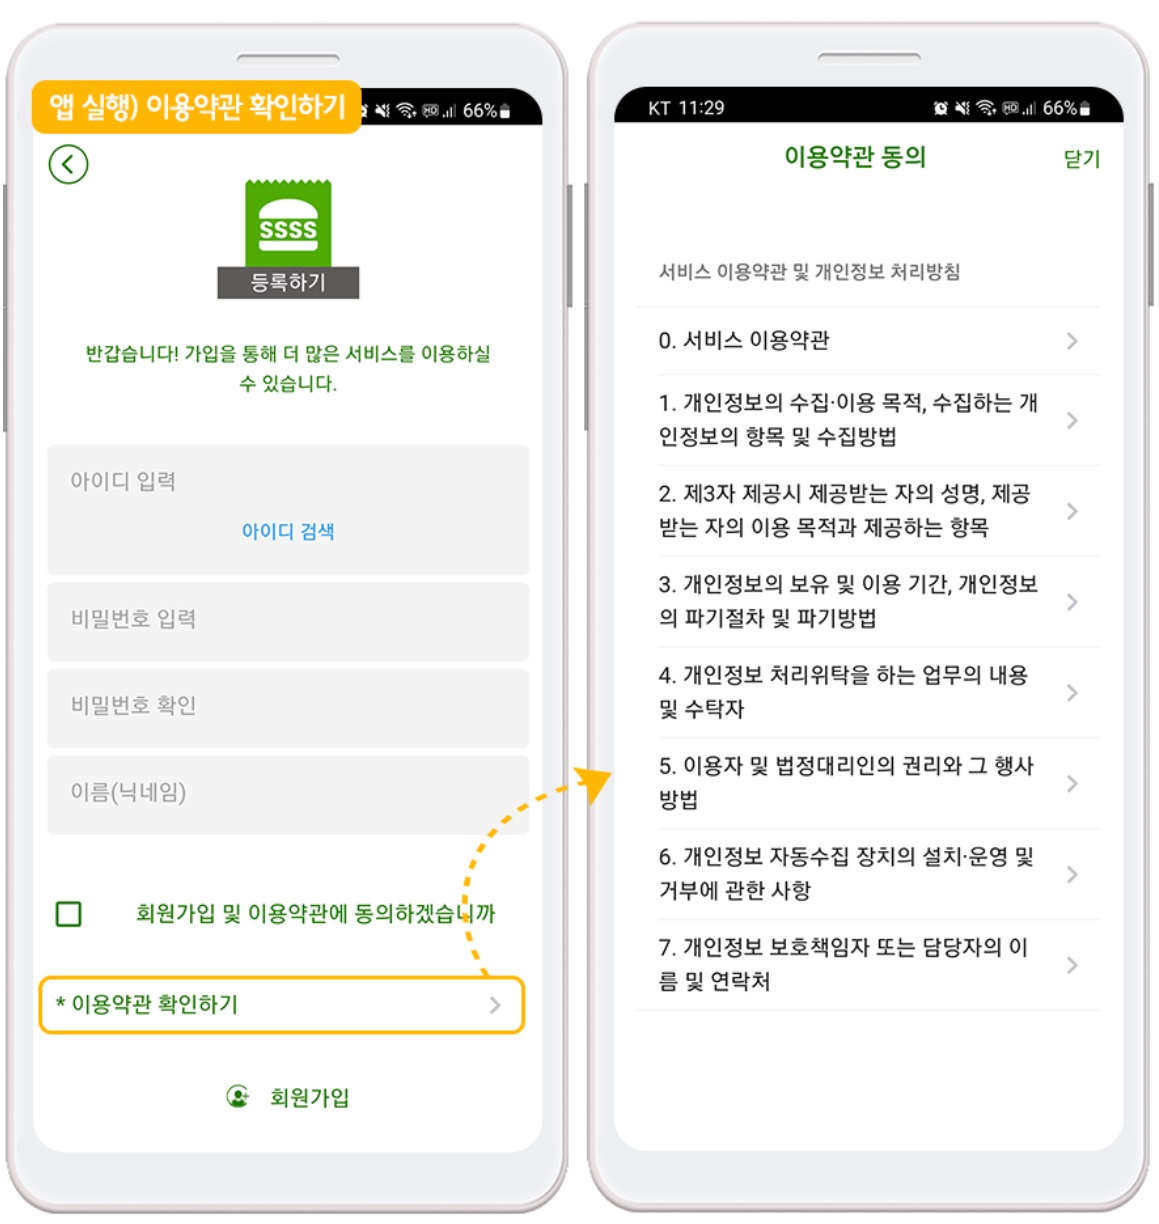 앱 실행) 이용약관 확인하기
66%
SSSS
등록하기
반갑습니다! 가입을 통해 더 많은 서비스를 이용하실
수 있습니다.
아이디 입력
아이디 검색
비밀번호 입력
비밀번호 확인
이름(닉네임)
회원가입 및 이용약관에 동의하겠습니까
* 이용약관 확인하기
회원가입
KT 11:29
66%
이용약관 동의
닫기
서비스 이용약관 및 개인정보 처리방침
0. 서비스 이용약관
1. 개인정보의 수집·이용 목적, 수집하는 개
인정보의 항목 및 수집방법
2. 제3자 제공시 제공받는 자의 성명, 제공
받는 자의 이용 목적과 제공하는 항목
3. 개인정보의 보유 및 이용 기간, 개인정보
의 파기절차 및 파기방법
4. 개인정보 처리위탁을 하는 업무의 내용
및 수탁자
5. 이용자 및 법정대리인의 권리와 그 행사
방법
6. 개인정보 자동수집 장치의 설치·운영 및
거부에 관한 사항
7. 개인정보 보호책임자 또는 담당자의 이
름 및 연락처